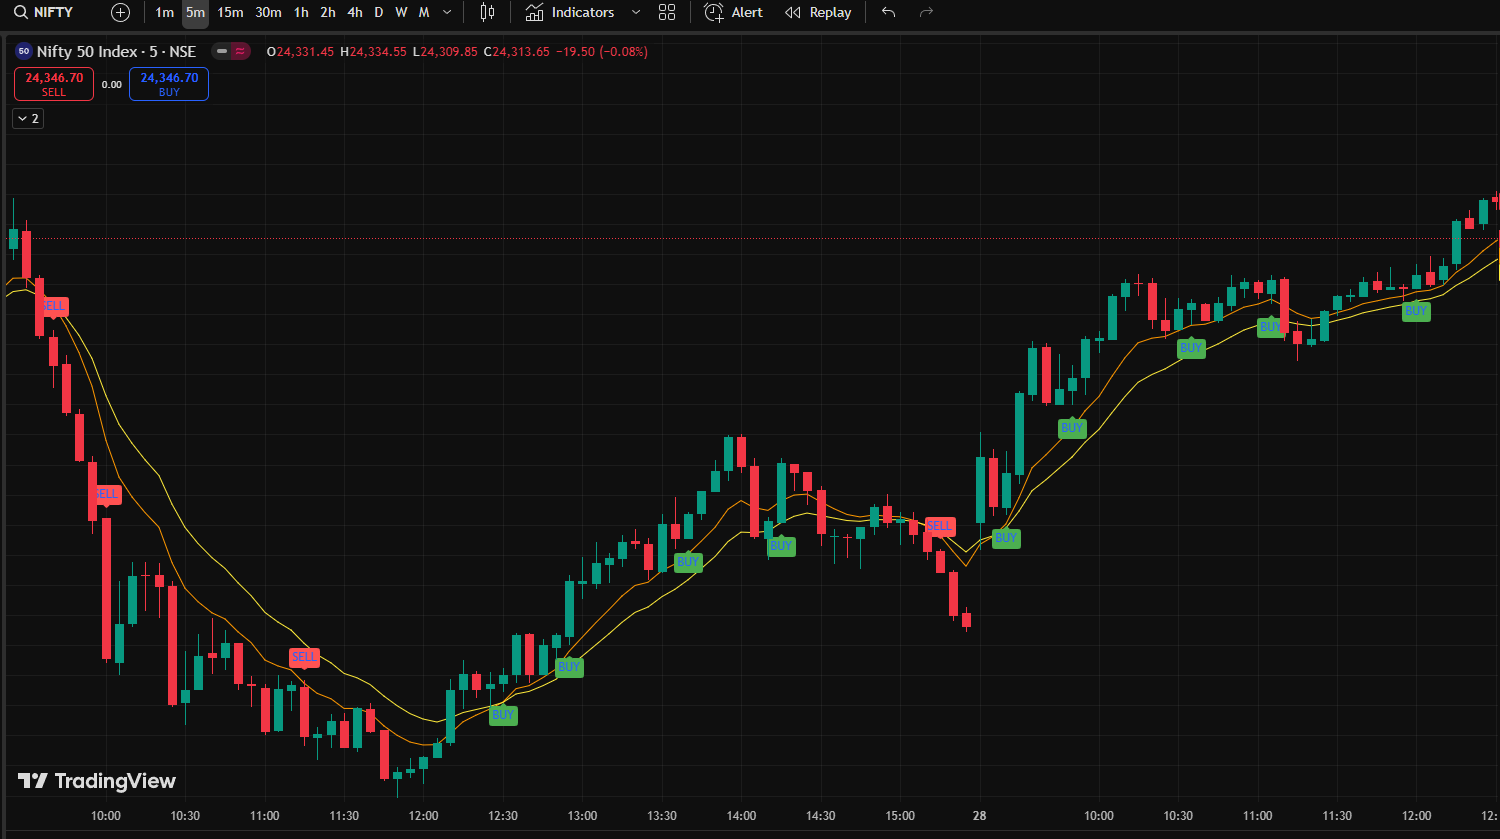 NIFTY 1m 5m 15m 30m 1h 2h 4h D W M Indicators Alert Replay
50 Nifty 50 Index · 5 · NSE O24,331.45 H24,334.55 L24,309.85 C24,313.65 −19.50 (−0.08%)
24,346.70 SELL 0.00 24,346.70 BUY
2
SELL
SELL
SELL
BUY
BUY
BUY
BUY
SELL
BUY
BUY
BUY
BUY
BUY
TradingView
10:00 10:30 11:00 11:30 12:00 12:30 13:00 13:30 14:00 14:30 15:00 28 10:00 10:30 11:00 11:30 12:00 12: